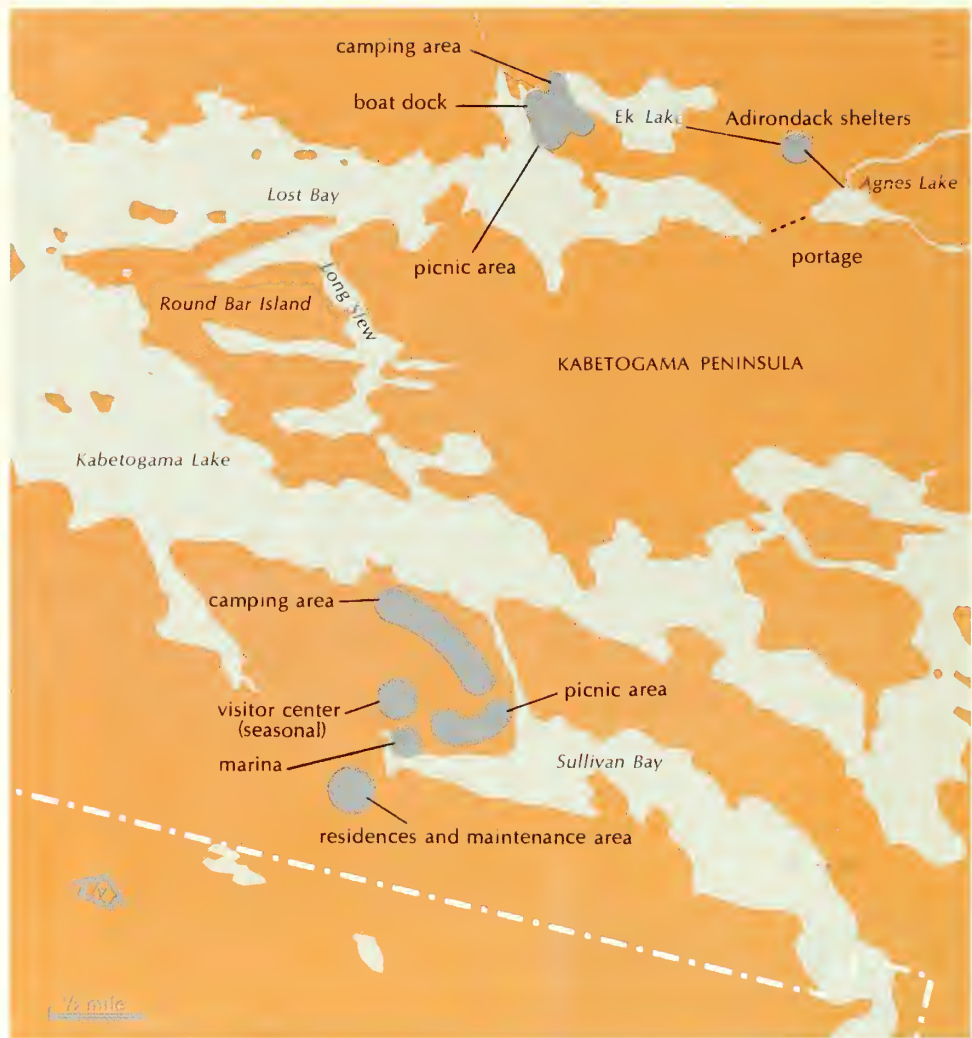 camping area
boat dock
Ek Lake
Adirondack shelters
Agnes Lake
Lost Bay
picnic area
portage
Long Slew
Round Bar Island
KABETOGAMA PENINSULA
Kabetogama Lake
camping area
picnic area
visitor center
(seasonal)
marina
Sullivan Bay
residences and maintenance area
½ mile